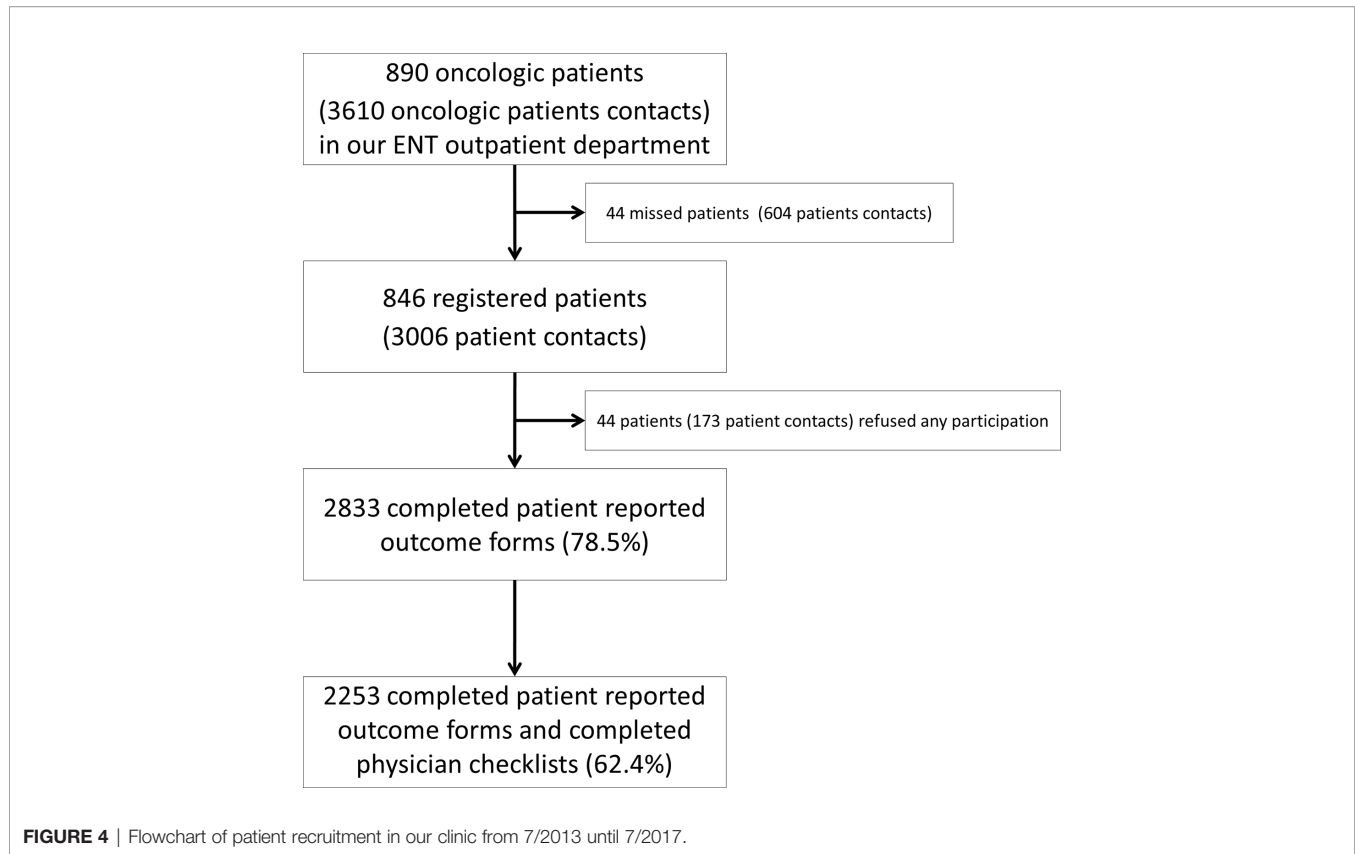 890 oncologic patients
(3610 oncologic patients contacts)
in our ENT outpatient department
44 missed patients (604 patients contacts)
846 registered patients
(3006 patient contacts)
44 patients (173 patient contacts) refused any participation
2833 completed patient reported
outcome forms (78.5%)
2253 completed patient reported
outcome forms and completed
physician checklists (62.4%)
FIGURE 4 | Flowchart of patient recruitment in our clinic from 7/2013 until 7/2017.